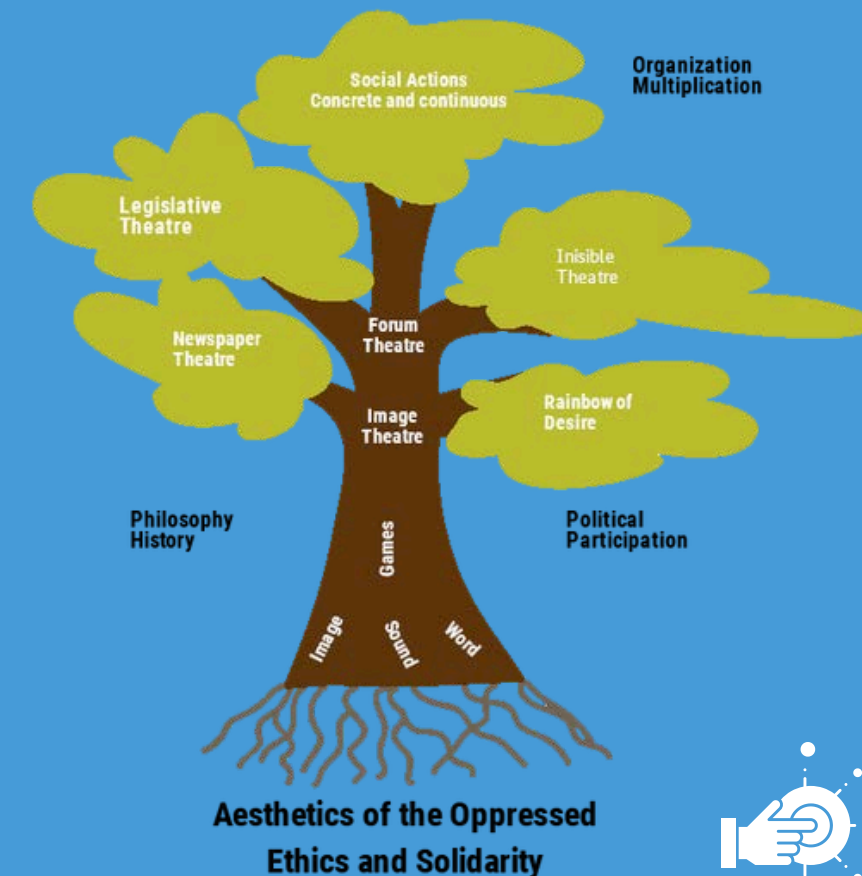 Organization
Multiplication
Social Actions
Concrete and continuous
Legislative
Theatre
Inisible
Theatre
Forum
Theatre
Newspaper
Theatre
Rainbow of
Desire
Image
Theatre
Philosophy
History
Political
Participation
Games
Image
Sound
Word
Aesthetics of the Oppressed
Ethics and Solidarity